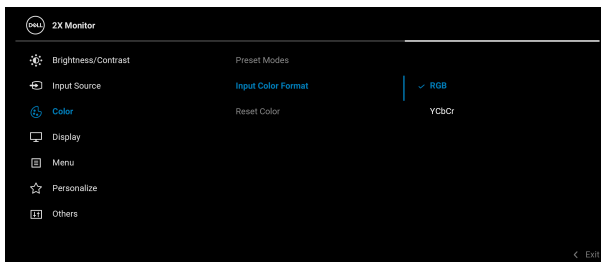 DELL 2X Monitor
Brightness/Contrast
Preset Modes
Input Source
Input Color Format
✓ RGB
Color
Reset Color
YCbCr
Display
Menu
Personalize
Others
< Exit